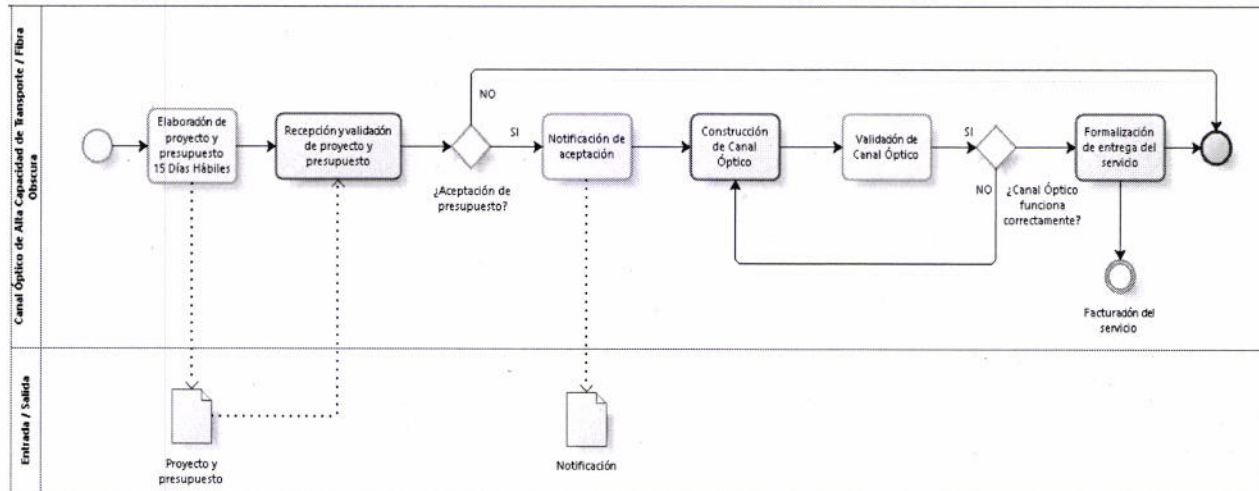 Canal Óptico de Alta Capacidad de Transporte / Fibra
Obscura
Elaboración de
proyecto y
presupuesto
15 Días Hábiles
Recepción y validación
de proyecto y
presupuesto
¿Aceptación de
presupuesto?
NO
SI
Notificación de
aceptación
Construcción
de Canal
Óptico
Validación de
Canal Óptico
SI
NO
¿Canal Óptico
funciona
correctamente?
Formalización
de entrega del
servicio
Facturación del
servicio
Entrada / Salida
Proyecto y
presupuesto
Notificación